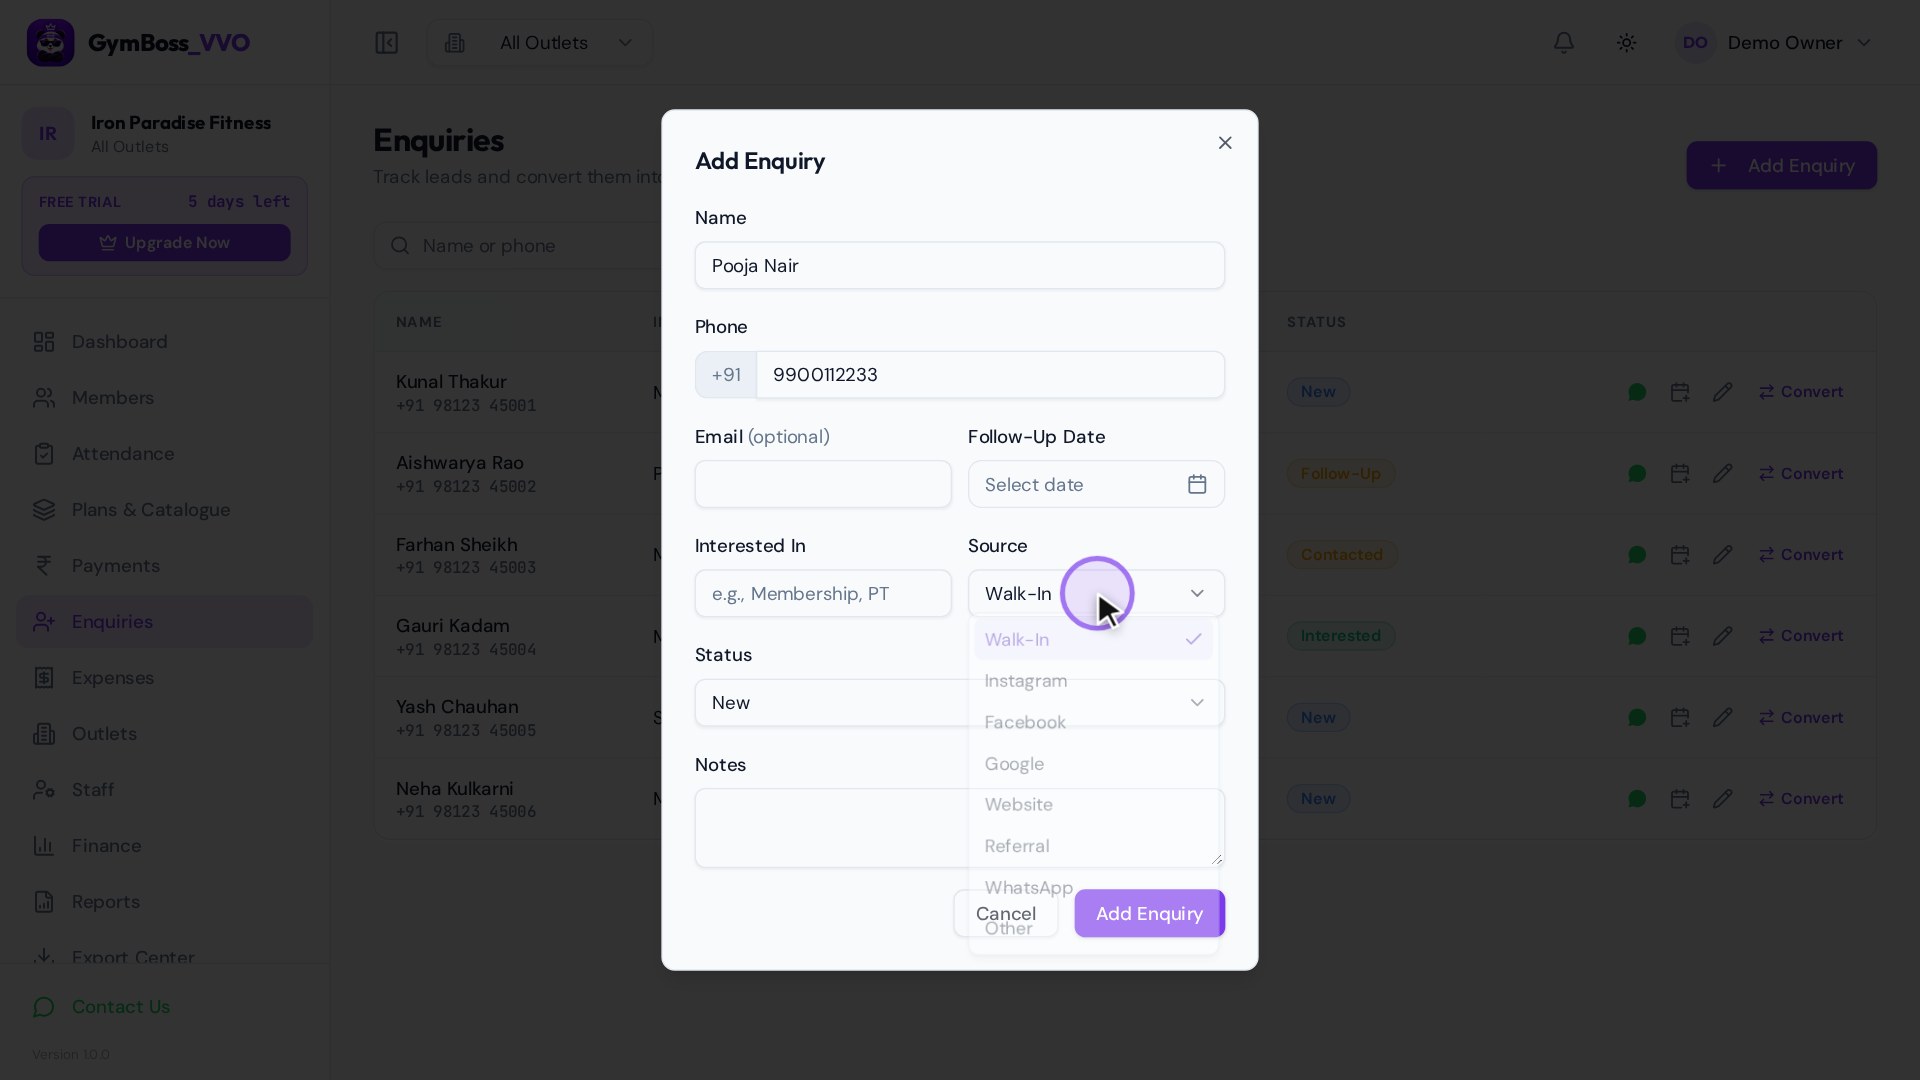 GymBoss_VVO
All Outlets
DO
Demo Owner
IR
Iron Paradise Fitness
All Outlets
FREE TRIAL
5 days left
Upgrade Now
Dashboard
Members
Attendance
Plans & Catalogue
Payments
Enquiries
Expenses
Outlets
Staff
Finance
Reports
Export Center
Contact Us
Version 1.0.0
Enquiries
Track leads and convert them
Add Enquiry
Name or phone
NAME
STATUS
Kunal Thakur
+91 98123 45001
New
Convert
Aishwarya Rao
+91 98123 45002
Follow-Up
Convert
Farhan Sheikh
+91 98123 45003
Contacted
Convert
Gauri Kadam
+91 98123 45004
Interested
Convert
Yash Chauhan
+91 98123 45005
New
Convert
Neha Kulkarni
+91 98123 45006
New
Convert
Add Enquiry
Name
Pooja Nair
Phone
+91
9900112233
Email (optional)
Follow-Up Date
Select date
Interested In
Source
e.g., Membership, PT
Walk-In
Walk-In
Instagram
Facebook
Google
Website
Referral
WhatsApp
Other
Status
New
Notes
Cancel
Add Enquiry